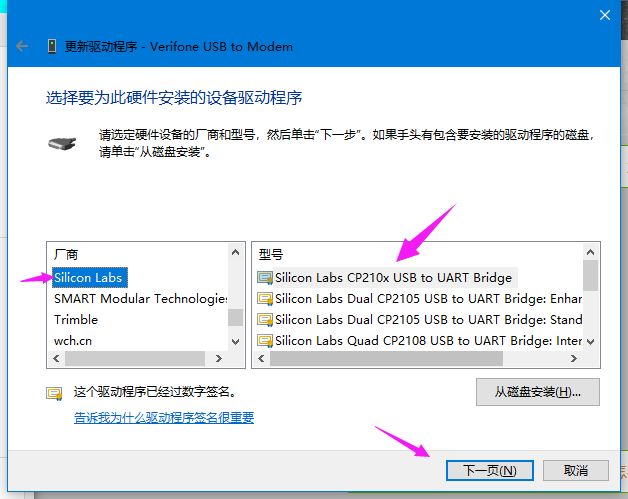 更新驱动程序 - Verifone USB to Modem
选择要为此硬件安装的设备驱动程序
请选定硬件设备的厂商和型号，然后单击“下一步”。如果手头有包含要安装的驱动程序的磁盘，
请单击“从磁盘安装”。
厂商
Silicon Labs
SMART Modular Technologies
Trimble
wch.cn
型号
Silicon Labs CP210x USB to UART Bridge
Silicon Labs Dual CP2105 USB to UART Bridge: Enhan
Silicon Labs Dual CP2105 USB to UART Bridge: Stand
Silicon Labs Quad CP2108 USB to UART Bridge: Inter
这个驱动程序已经过数字签名。
告诉我为什么驱动程序签名很重要
从磁盘安装(H)...
下一页(N)
取消